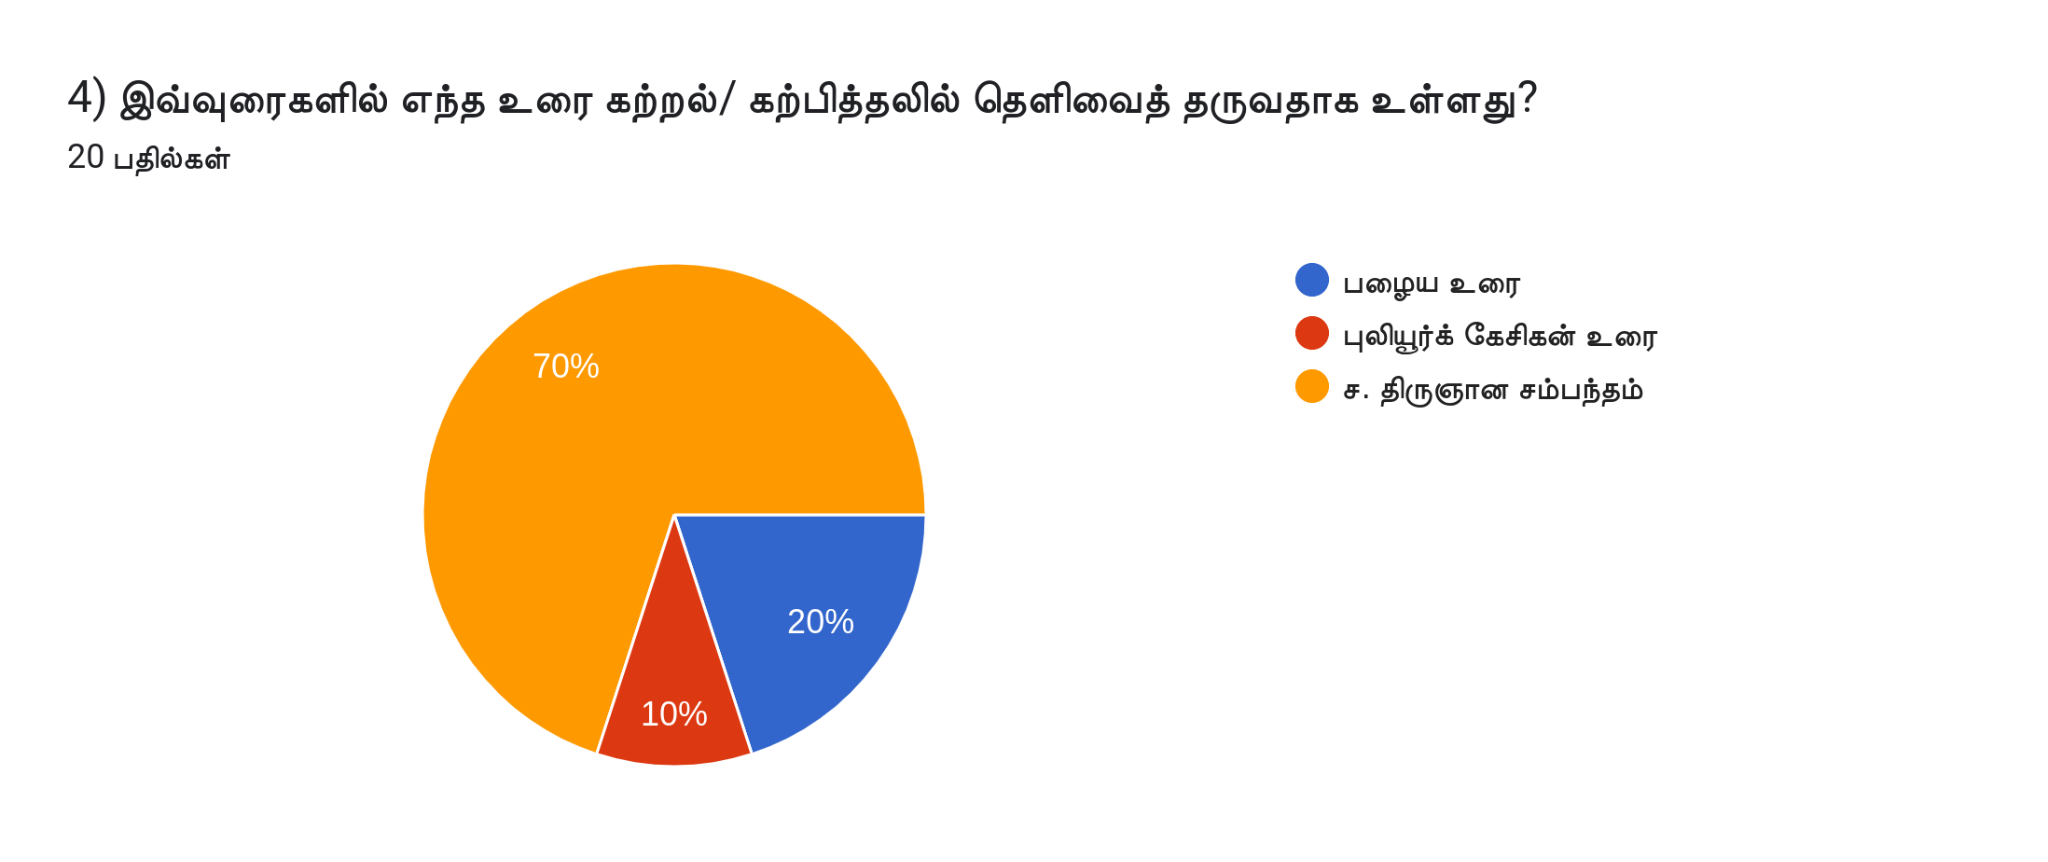 4) இவ்வுரைகளில் எந்த உரை கற்றல்/ கற்பித்தலில் தெளிவைத் தருவதாக உள்ளது?
20 பதில்கள்
பழைய உரை
புலியூர்க் கேசிகன் உரை
ச. திருஞான சம்பந்தம்
70%
20%
10%